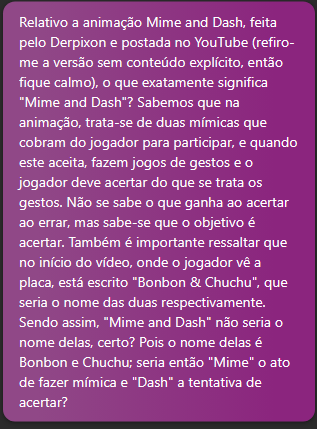 Relativo a animação Mime and Dash, feita
pelo Derpixon e postada no YouTube (refiro-
me a versão sem conteúdo explícito, então
fique calmo), o que exatamente significa
"Mime and Dash"? Sabemos que na
animação, trata-se de duas mímicas que
cobram do jogador para participar, e quando
este aceita, fazem jogos de gestos e o
jogador deve acertar do que se trata os
gestos. Não se sabe o que ganha ao acertar
ao errar, mas sabe-se que o objetivo é
acertar. Também é importante ressaltar que
no início do vídeo, onde o jogador vê a
placa, está escrito "Bonbon & Chuchu", que
seria o nome das duas respectivamente.
Sendo assim, "Mime and Dash" não seria o
nome delas, certo? Pois o nome delas é
Bonbon e Chuchu; seria então "Mime" o ato
de fazer mímica e "Dash" a tentativa de
acertar?